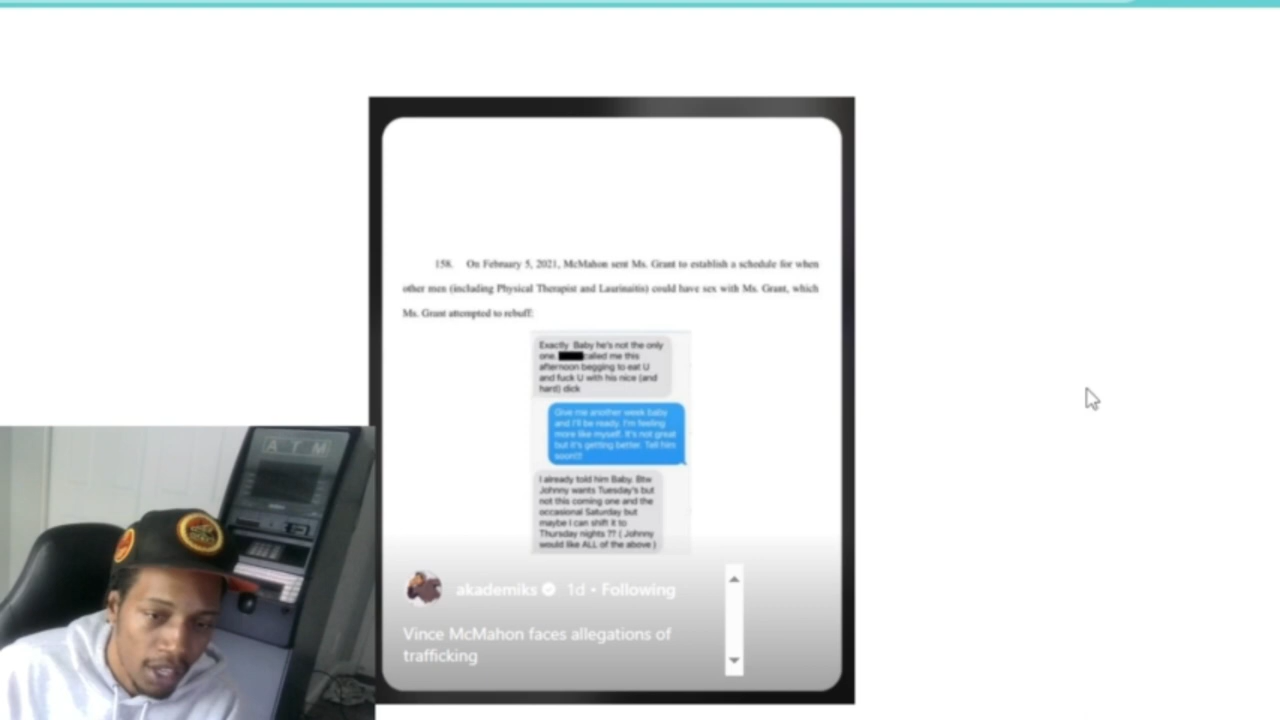 158. On February 5, 2021, McMahon sent Ms. Grant to establish a schedule for when
other men (including Physical Therapist and Laurinaitis) could have sex with Ms. Grant, which
Ms. Grant attempted to rebuff:
Exactly Baby he's not the only
one. called me this
afternoon begging to eat U
and fuck U with his nice (and
hard) dick
Give me another week baby
and I'll be ready. I'm feeling
more like myself. It's not great
but it's getting better. Tell him
soon!!!
I already told him Baby. Btw
Johnny wants Tuesday's but
not this coming one and the
occasional Saturday but
maybe I can shift it to
Thursday nights ?? ( Johnny
would like ALL of the above )
ATM
akademiks 1d • Following
Vince McMahon faces allegations of
trafficking